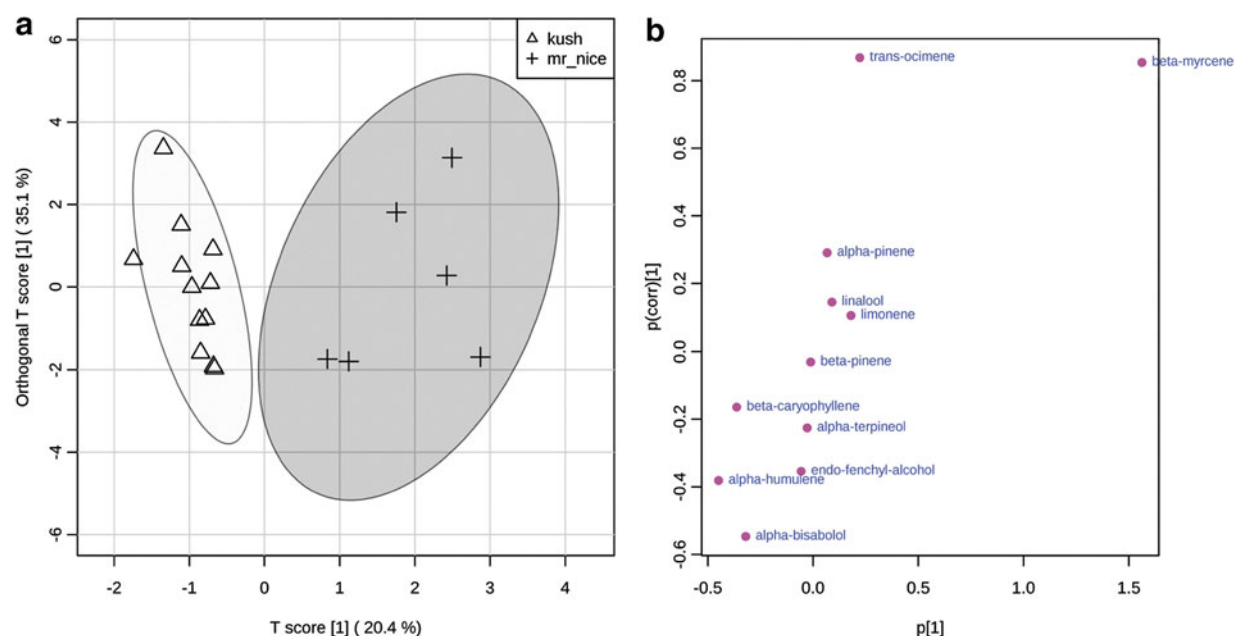 a
kush
mr_nice
6
4
2
0
-2
-4
-6
Orthogonal T score [1] ( 35.1 %)
-2 -1 0 1 2 3 4
T score [1] ( 20.4 %)
b
trans-ocimene
beta-myrcene
alpha-pinene
linalool
limonene
beta-pinene
beta-caryophyllene
alpha-terpineol
endo-fenchyl-alcohol
alpha-humulene
alpha-bisabolol
0.8
0.6
0.4
0.2
0.0
-0.2
-0.4
-0.6
p(corr)[1]
-0.5 0.0 0.5 1.0 1.5
p[1]